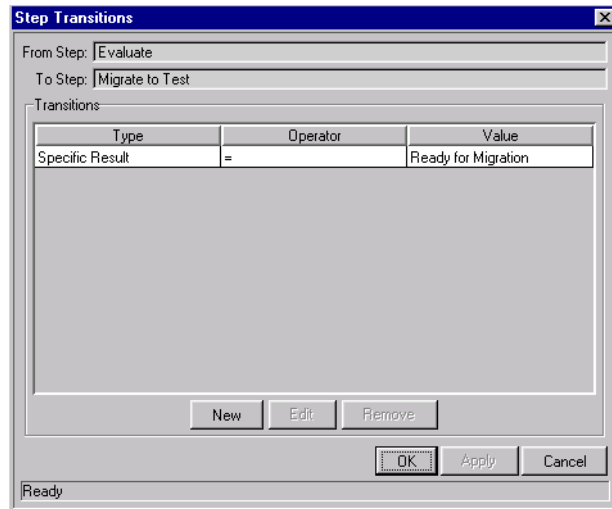 Step Transitions
From Step: Evaluate
To Step: Migrate to Test
Transitions
Type Operator Value
Specific Result = Ready for Migration
New Edit Remove
OK Apply Cancel
Ready